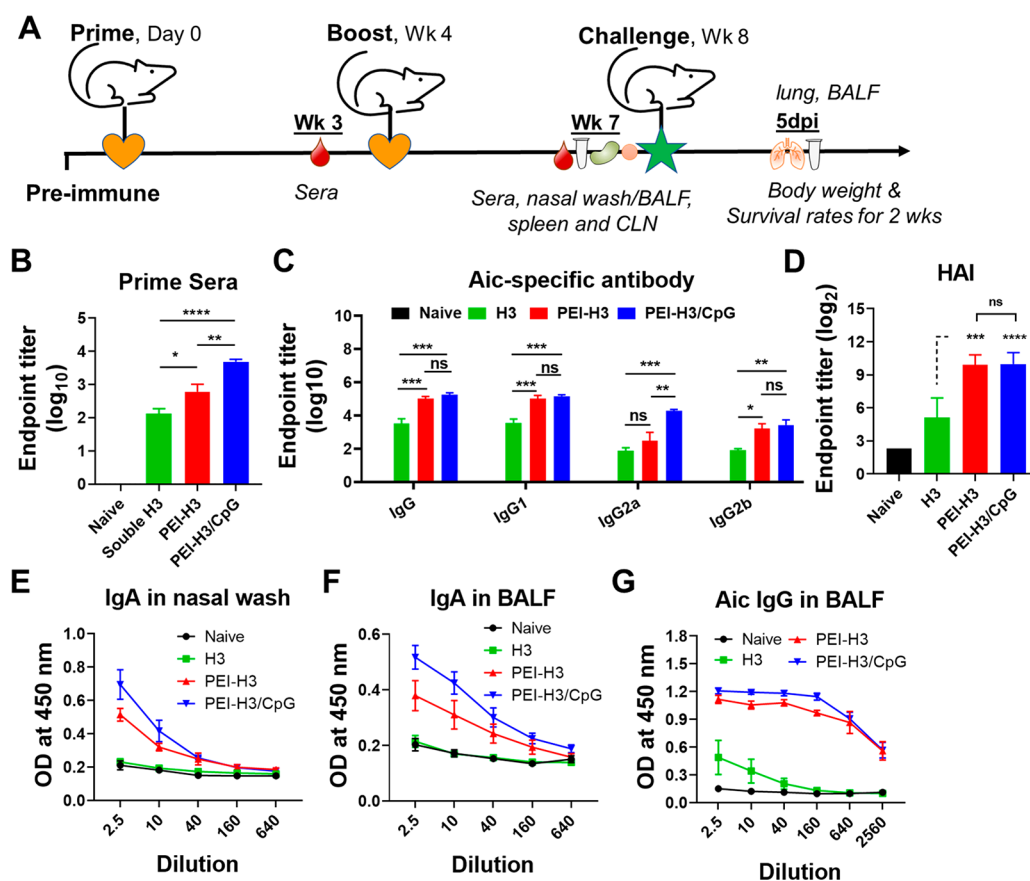 A
Prime, Day 0
Boost, Wk 4
Challenge, Wk 8
lung, BALF
Wk 3
Wk 7
5dpi
Pre-immune
Sera
Sera, nasal wash/BALF,
spleen and CLN
Body weight &
Survival rates for 2 wks
B
Prime Sera
Endpoint titer
(log10)
5
4
3
2
1
0
****
*
**
Naive
Souble H3
PEI-H3
PEI-H3/CpG
C
Aic-specific antibody
Naive
H3
PEI-H3
PEI-H3/CpG
Endpoint titer
(log10)
10
8
6
4
2
0
***
ns
***
***
ns
***
***
**
ns
**
ns
*
IgG
IgG1
IgG2a
IgG2b
D
HAI
Endpoint titer (log2)
15
12
9
6
3
0
ns
***
****
Naive
H3
PEI-H3
PEI-H3/CpG
E
IgA in nasal wash
OD at 450 nm
1.0
0.8
0.6
0.4
0.2
0.0
Naive
H3
PEI-H3
PEI-H3/CpG
2.5
10
40
160
640
Dilution
F
IgA in BALF
OD at 450 nm
0.6
0.4
0.2
0.0
Naive
H3
PEI-H3
PEI-H3/CpG
2.5
10
40
160
640
Dilution
G
Aic IgG in BALF
OD at 450 nm
1.8
1.5
1.2
0.9
0.6
0.3
0.0
Naive
H3
PEI-H3
PEI-H3/CpG
2.5
10
40
160
640
2560
Dilution